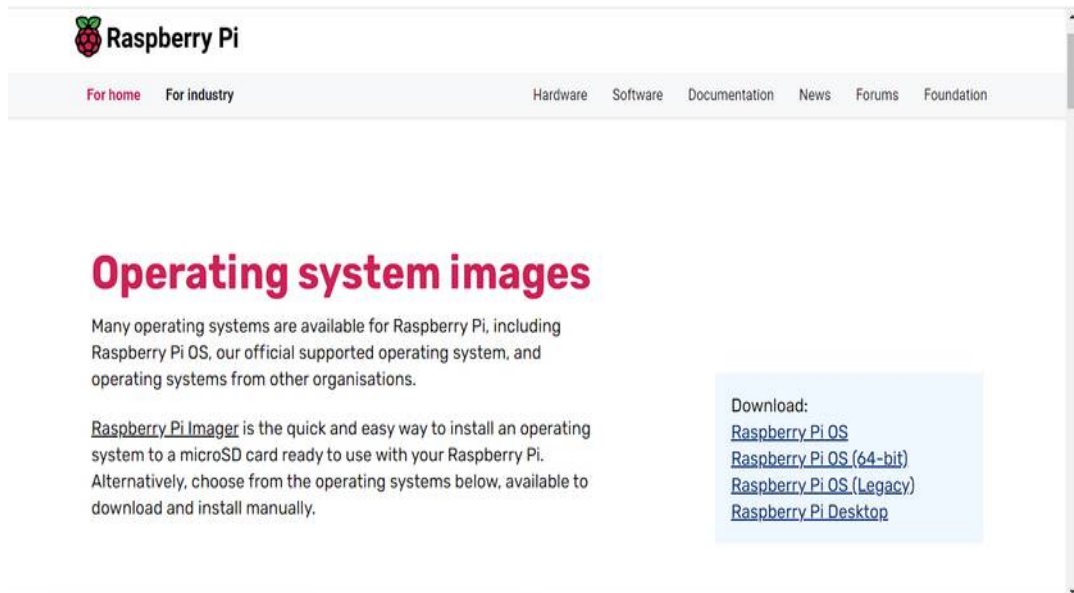 Raspberry Pi
For home For industry Hardware Software Documentation News Forums Foundation
Operating system images
Many operating systems are available for Raspberry Pi, including
Raspberry Pi OS, our official supported operating system, and
operating systems from other organisations.
Raspberry Pi Imager is the quick and easy way to install an operating
system to a microSD card ready to use with your Raspberry Pi.
Alternatively, choose from the operating systems below, available to
download and install manually.
Download:
Raspberry Pi OS
Raspberry Pi OS (64-bit)
Raspberry Pi OS (Legacy)
Raspberry Pi Desktop